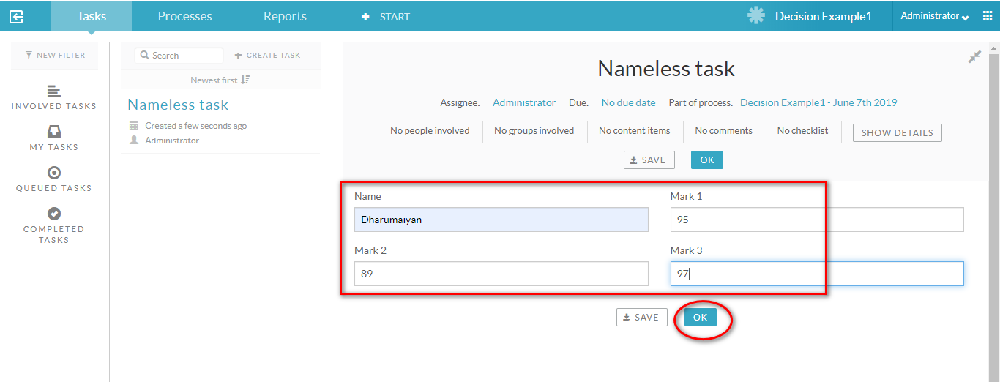 Tasks Processes Reports START Decision Example1 Administrator
NEW FILTER
INVOLVED TASKS
MY TASKS
QUEUED TASKS
COMPLETED
TASKS
Search CREATE TASK
Newest first
Nameless task
Created a few seconds ago
Administrator
Nameless task
Assignee: Administrator Due: No due date Part of process: Decision Example1 - June 7th 2019
No people involved No groups involved No content items No comments No checklist SHOW DETAILS
SAVE OK
Name Mark 1
Dharumaiyan 95
Mark 2 Mark 3
89 97
SAVE OK